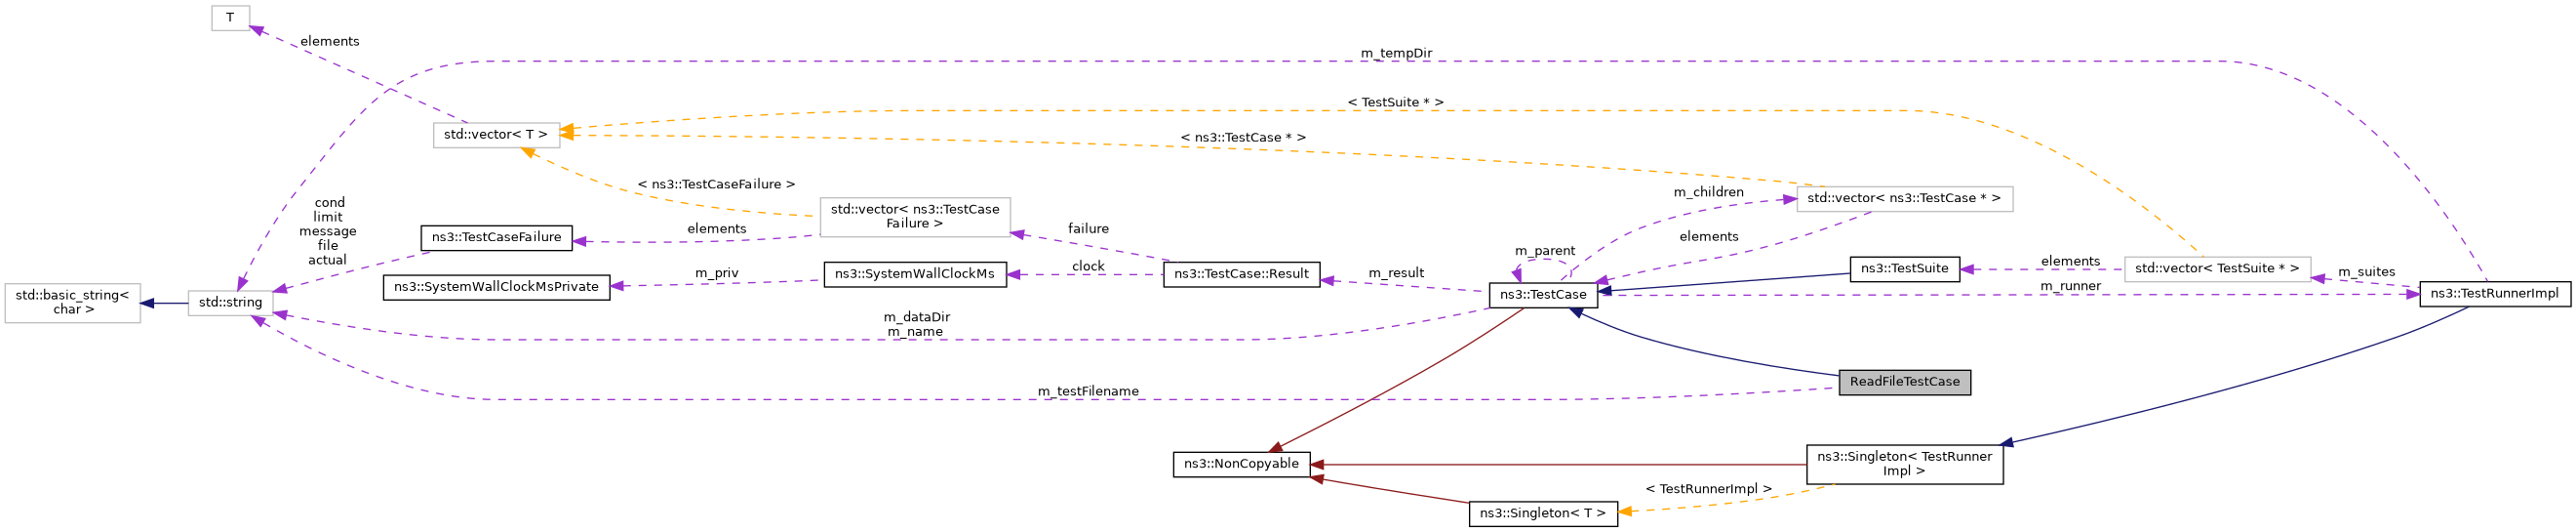 T
elements
m_tempDir
< TestSuite * >
std::vector< T >
< ns3::TestCase * >
< ns3::TestCaseFailure >
m_children
std::vector< ns3::TestCase * >
cond
limit
message
file
actual
std::vector< ns3::TestCase
Failure >
failure
elements
ns3::TestCaseFailure
elements
m_parent
m_priv
ns3::SystemWallClockMs
clock
ns3::TestCase::Result
m_result
ns3::TestSuite
elements
std::vector< TestSuite * >
m_suites
ns3::SystemWallClockMsPrivate
m_runner
ns3::TestCase
ns3::TestRunnerImpl
std::basic_string<
char >
std::string
m_dataDir
m_name
m_testFilename
ReadFileTestCase
ns3::NonCopyable
ns3::Singleton< TestRunner
Impl >
< TestRunnerImpl >
ns3::Singleton< T >